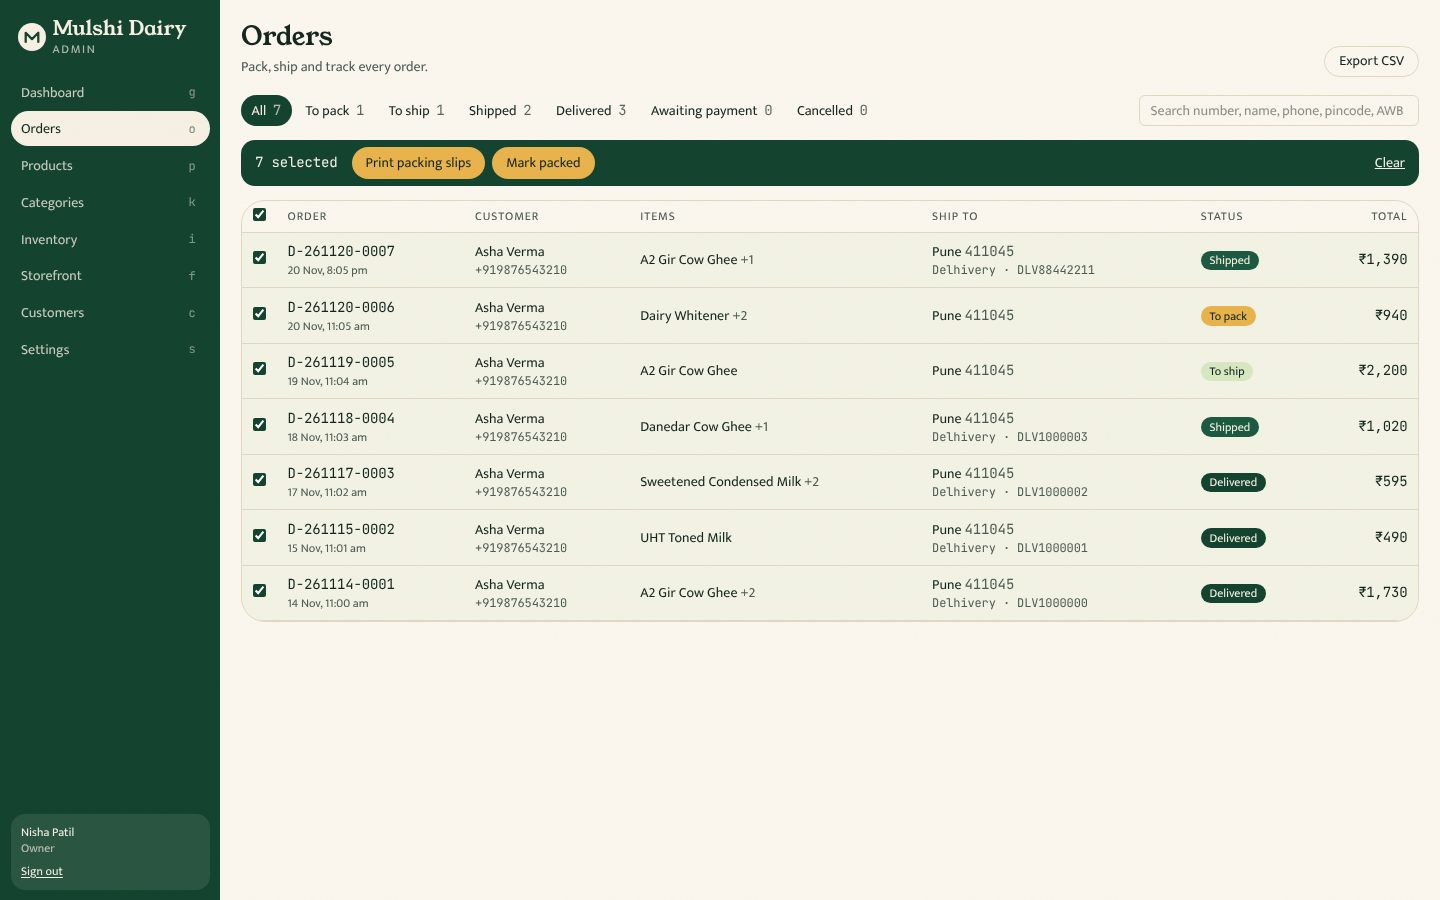 Mulshi Dairy
ADMIN
Dashboard g
Orders o
Products p
Categories k
Inventory i
Storefront f
Customers c
Settings s
Nisha Patil
Owner
Sign out
Orders
Pack, ship and track every order.
Export CSV
All 7 To pack 1 To ship 1 Shipped 2 Delivered 3 Awaiting payment 0 Cancelled 0
Search number, name, phone, pincode, AWB
7 selected Print packing slips Mark packed Clear
ORDER CUSTOMER ITEMS SHIP TO STATUS TOTAL
D-261120-0007 Asha Verma A2 Gir Cow Ghee +1 Pune 411045 Shipped ₹1,390
20 Nov, 8:05 pm +919876543210 Delhivery · DLV88442211
D-261120-0006 Asha Verma Dairy Whitener +2 Pune 411045 To pack ₹940
20 Nov, 11:05 am +919876543210
D-261119-0005 Asha Verma A2 Gir Cow Ghee Pune 411045 To ship ₹2,200
19 Nov, 11:04 am +919876543210
D-261118-0004 Asha Verma Danedar Cow Ghee +1 Pune 411045 Shipped ₹1,020
18 Nov, 11:03 am +919876543210 Delhivery · DLV1000003
D-261117-0003 Asha Verma Sweetened Condensed Milk +2 Pune 411045 Delivered ₹595
17 Nov, 11:02 am +919876543210 Delhivery · DLV1000002
D-261115-0002 Asha Verma UHT Toned Milk Pune 411045 Delivered ₹490
15 Nov, 11:01 am +919876543210 Delhivery · DLV1000001
D-261114-0001 Asha Verma A2 Gir Cow Ghee +2 Pune 411045 Delivered ₹1,730
14 Nov, 11:00 am +919876543210 Delhivery · DLV1000000